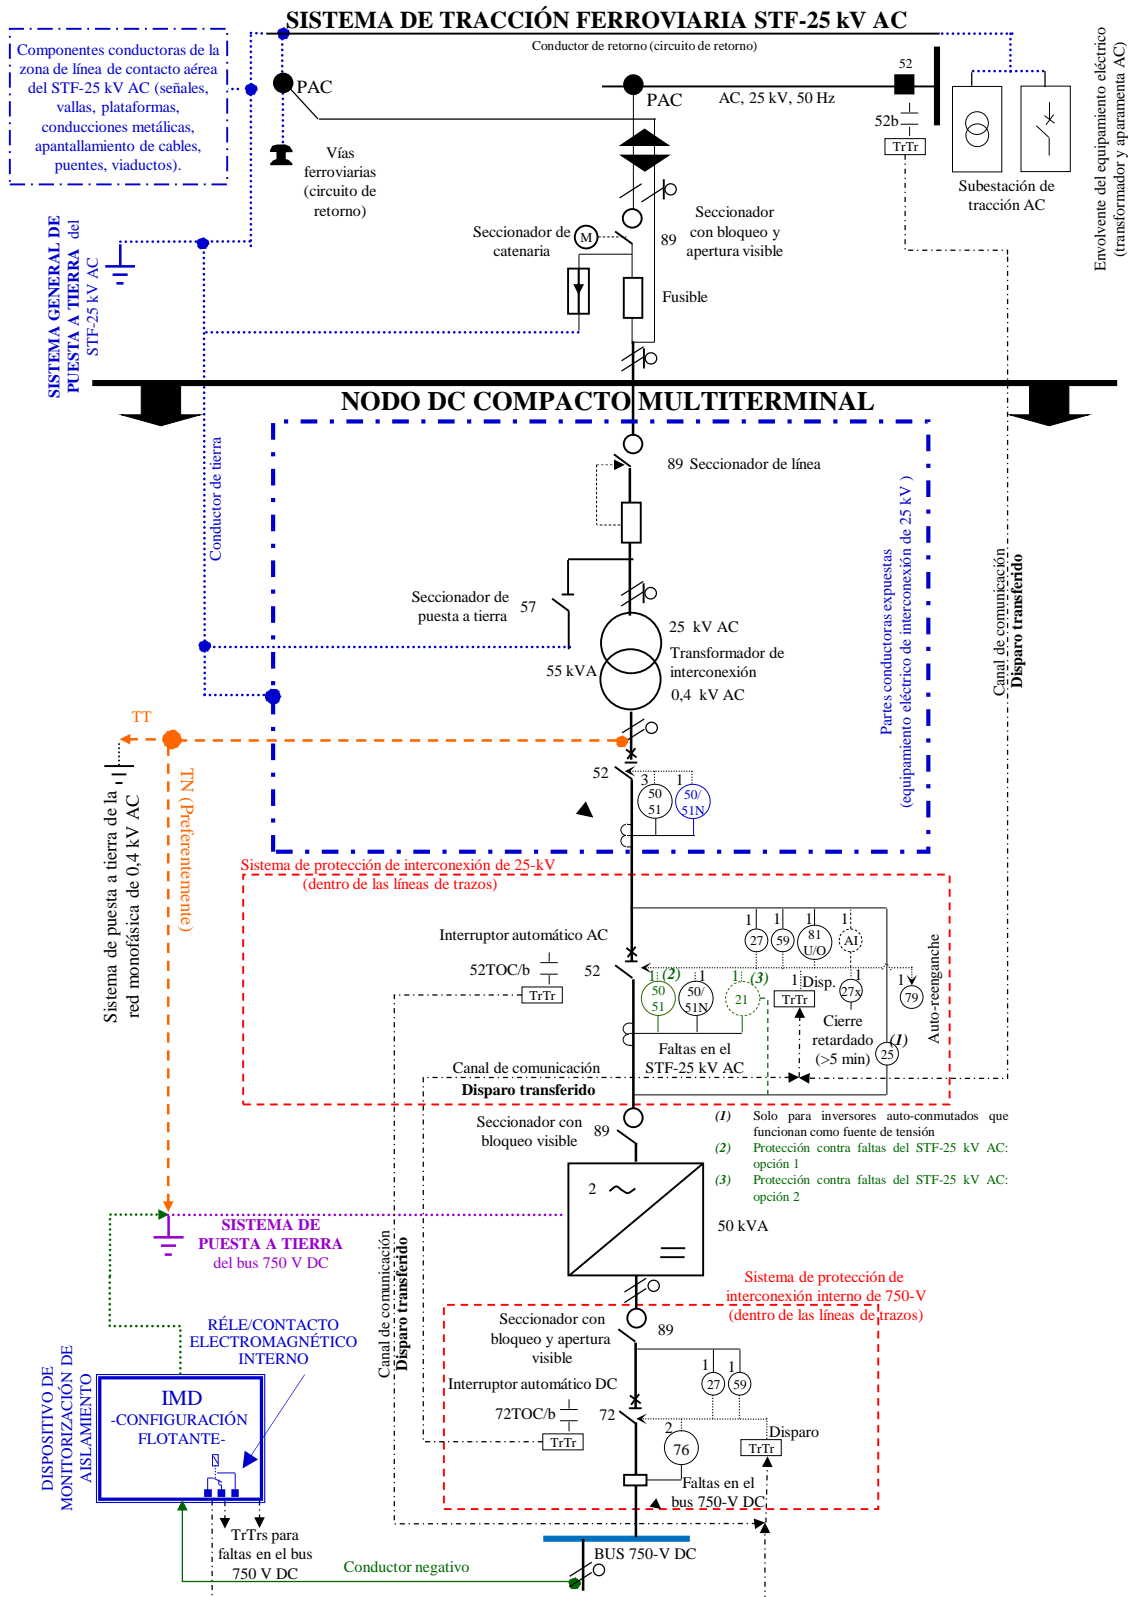 SISTEMA DE TRACCIÓN FERROVIARIA STF-25 kV AC
Conductor de retorno (circuito de retorno)
Componentes conductoras de la
zona de línea de contacto aérea
del STF-25 kV AC (señales,
vallas, plataformas,
conducciones metálicas,
apantallamiento de cables,
puentes, viaductos).
PAC
Vías
ferroviarias
(circuito de
retorno)
PAC
AC, 25 kV, 50 Hz
52
52b
TrTr
Subestación de
tracción AC
Envolvente del equipamiento eléctrico
(transformador y aparamenta AC)
SISTEMA GENERAL DE
PUESTA A TIERRA del
STF-25 kV AC
Seccionador de
catenaria
M
89
Seccionador
con bloqueo y
apertura visible
Fusible
NODO DC COMPACTO MULTITERMINAL
Conductor de tierra
89 Seccionador de línea
Seccionador de
puesta a tierra
57
25 kV AC
Transformador de
interconexión
55 kVA
0,4 kV AC
Partes conductoras expuestas
(equipamiento eléctrico de interconexión de 25 kV )
Canal de comunicación
Disparo transferido
TT
TN (Preferentemente)
Sistema de puesta a tierra de la
red monofásica de 0,4 kV AC
52
3
50
51
1
50/
51N
Sistema de protección de interconexión de 25-kV
(dentro de las líneas de trazos)
Interruptor automático AC
52TOC/b
TrTr
52
1
27
1
59
1
81
U/O
1
AI
1 (2)
50
51
1
50/
51N
1 (3)
21
1 Disp.
TrTr
1
27x
1
79
Auto-reenganche
Cierre
retardado
(>5 min)
(1)
25
Faltas en el
STF-25 kV AC
Canal de comunicación
Disparo transferido
Seccionador con
bloqueo visible
89
(1) Solo para inversores auto-conmutados que
funcionan como fuente de tensión
(2) Protección contra faltas del STF-25 kV AC:
opción 1
(3) Protección contra faltas del STF-25 kV AC:
opción 2
2
50 kVA
SISTEMA DE
PUESTA A TIERRA
del bus 750 V DC
Canal de comunicación
Disparo transferido
Sistema de protección de
interconexión interno de 750-V
(dentro de las líneas de trazos)
Seccionador con
bloqueo y apertura
visible
89
1
27
1
59
Interruptor automático DC
72TOC/b
TrTr
72
2
76
Disparo
TrTr
Faltas en el
bus 750-V DC
RÉLE/CONTACTO
ELECTROMAGNÉTICO
INTERNO
DISPOSITIVO DE
MONITORIZACIÓN DE
AISLAMIENTO
IMD
-CONFIGURACIÓN
FLOTANTE-
TrTrs para
faltas en el bus
750 V DC
Conductor negativo
BUS 750-V DC